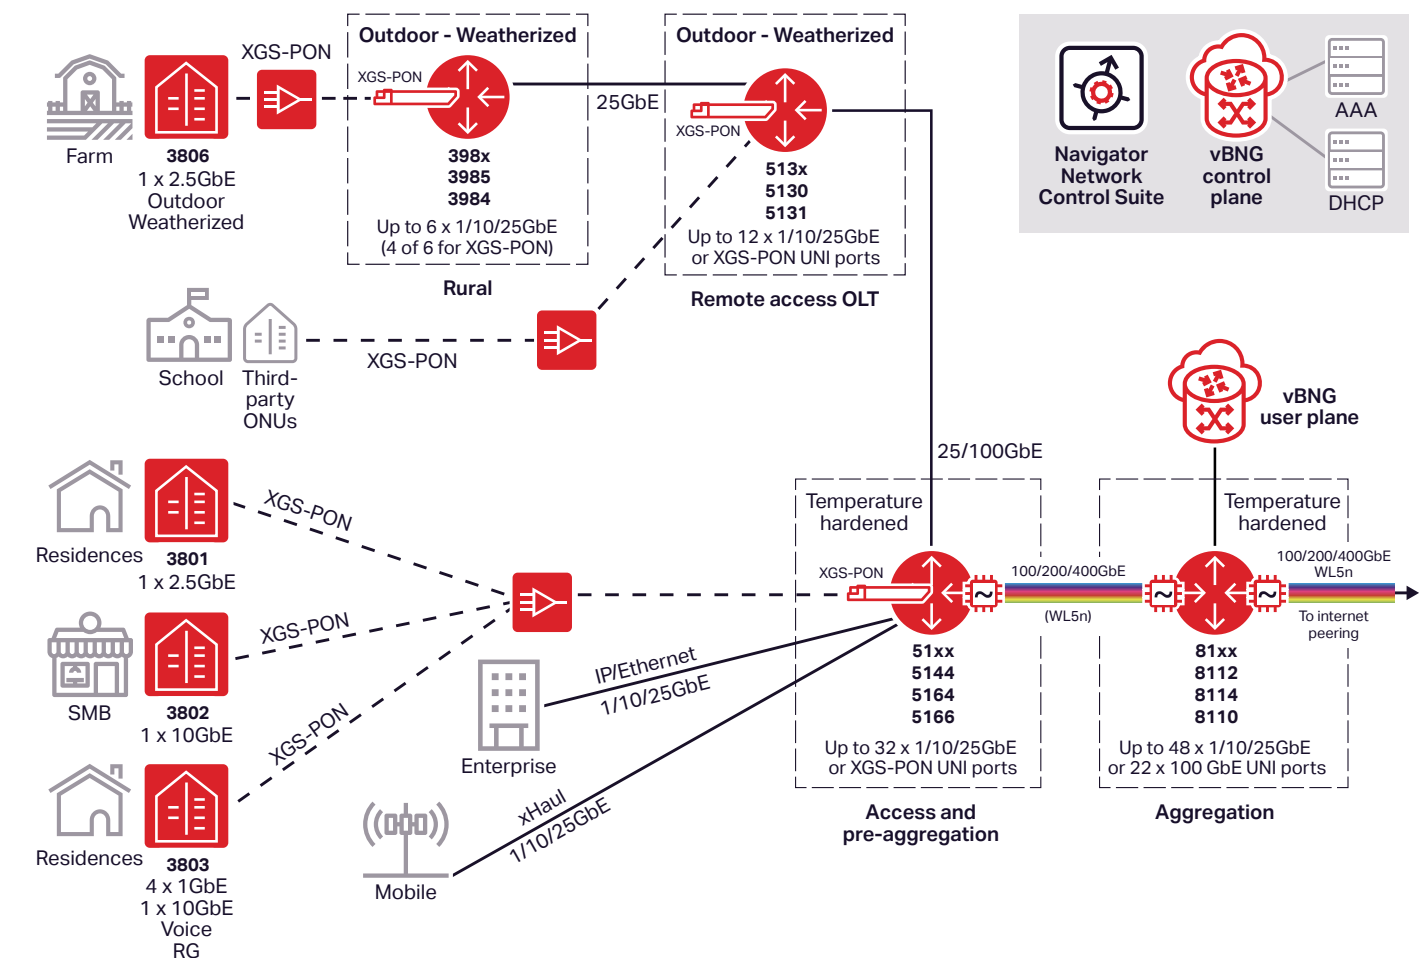 XGS-PON
Farm
3806
1 x 2.5GbE
Outdoor
Weatherized
Outdoor - Weatherized
XGS-PON
398x
3985
3984
Up to 6 x 1/10/25GbE
(4 of 6 for XGS-PON)
Rural
25GbE
Outdoor - Weatherized
XGS-PON
513x
5130
5131
Up to 12 x 1/10/25GbE
or XGS-PON UNI ports
Remote access OLT
Navigator
Network
Control Suite
vBNG
control
plane
AAA
DHCP
School
Third-
party
ONUs
XGS-PON
vBNG
user plane
25/100GbE
Residences
3801
1 x 2.5GbE
XGS-PON
SMB
3802
1 x 10GbE
XGS-PON
Residences
3803
4 x 1GbE
1 x 10GbE
Voice
RG
XGS-PON
Enterprise
IP/Ethernet
1/10/25GbE
Mobile
xHaul
1/10/25GbE
Temperature
hardened
XGS-PON
51xx
5144
5164
5166
Up to 32 x 1/10/25GbE
or XGS-PON UNI ports
Access and
pre-aggregation
100/200/400GbE
(WL5n)
Temperature
hardened
81xx
8112
8114
8110
Up to 48 x 1/10/25GbE
or 22 x 100 GbE UNI ports
Aggregation
100/200/400GbE
WL5n
To internet
peering